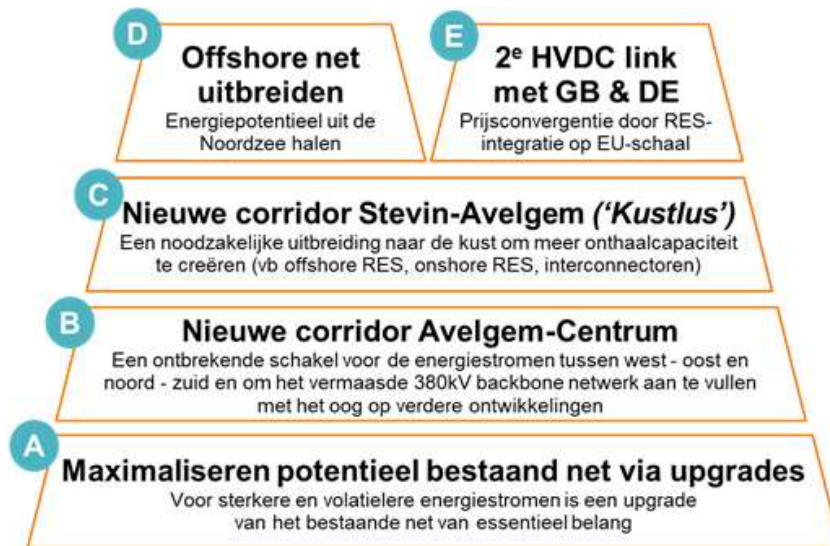 D
Offshore net
uitbreiden
Energiepotentieel uit de
Noordzee halen
E
2e HVDC link
met GB & DE
Prijsconvergentie door RES-
integratie op EU-schaal
C
Nieuwe corridor Stevin-Avelgem (‘Kustlus’)
Een noodzakelijke uitbreiding naar de kust om meer onthaalcapaciteit
te creëren (vb offshore RES, onshore RES, interconnectoren)
B
Nieuwe corridor Avelgem-Centrum
Een ontbrekende schakel voor de energiestromen tussen west - oost en
noord - zuid en om het vermaasde 380kV backbone netwerk aan te vullen
met het oog op verdere ontwikkelingen
A
Maximaliseren potentieel bestaand net via upgrades
Voor sterkere en volatielere energiestromen is een upgrade
van het bestaande net van essentieel belang